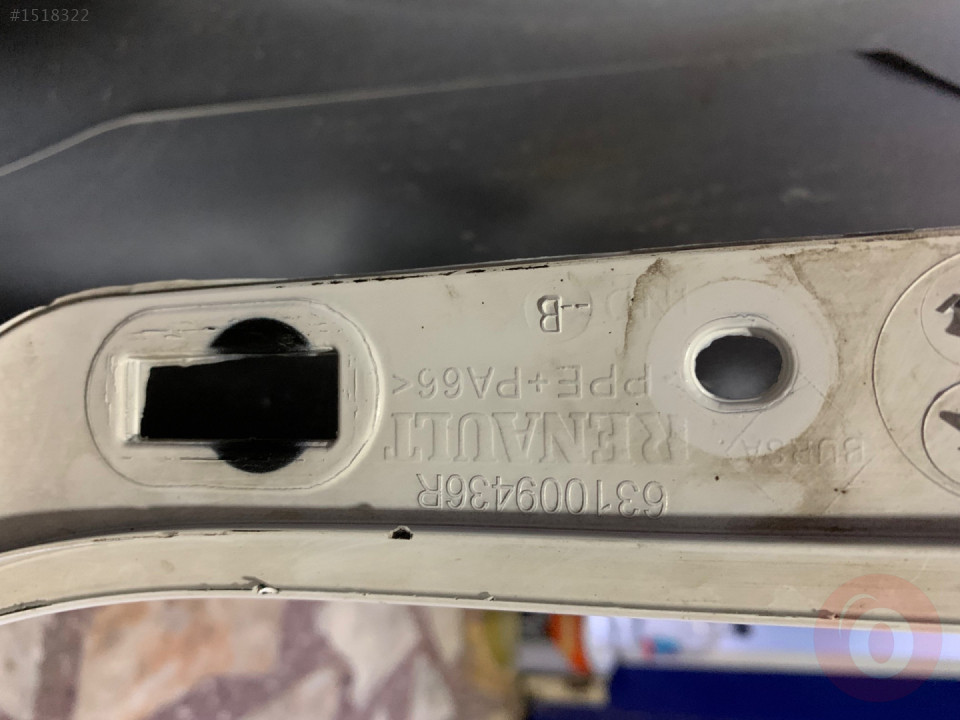 #1518322
631009436R
RENAULT
BURSA
>PPE+PA66<
B